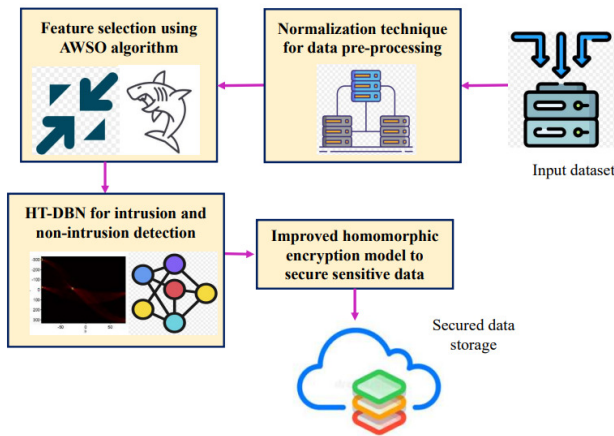 Feature selection using
AWSO algorithm
Normalization technique
for data pre-processing
Input dataset
HT-DBN for intrusion and
non-intrusion detection
Improved homomorphic
encryption model to
secure sensitive data
Secured data
storage